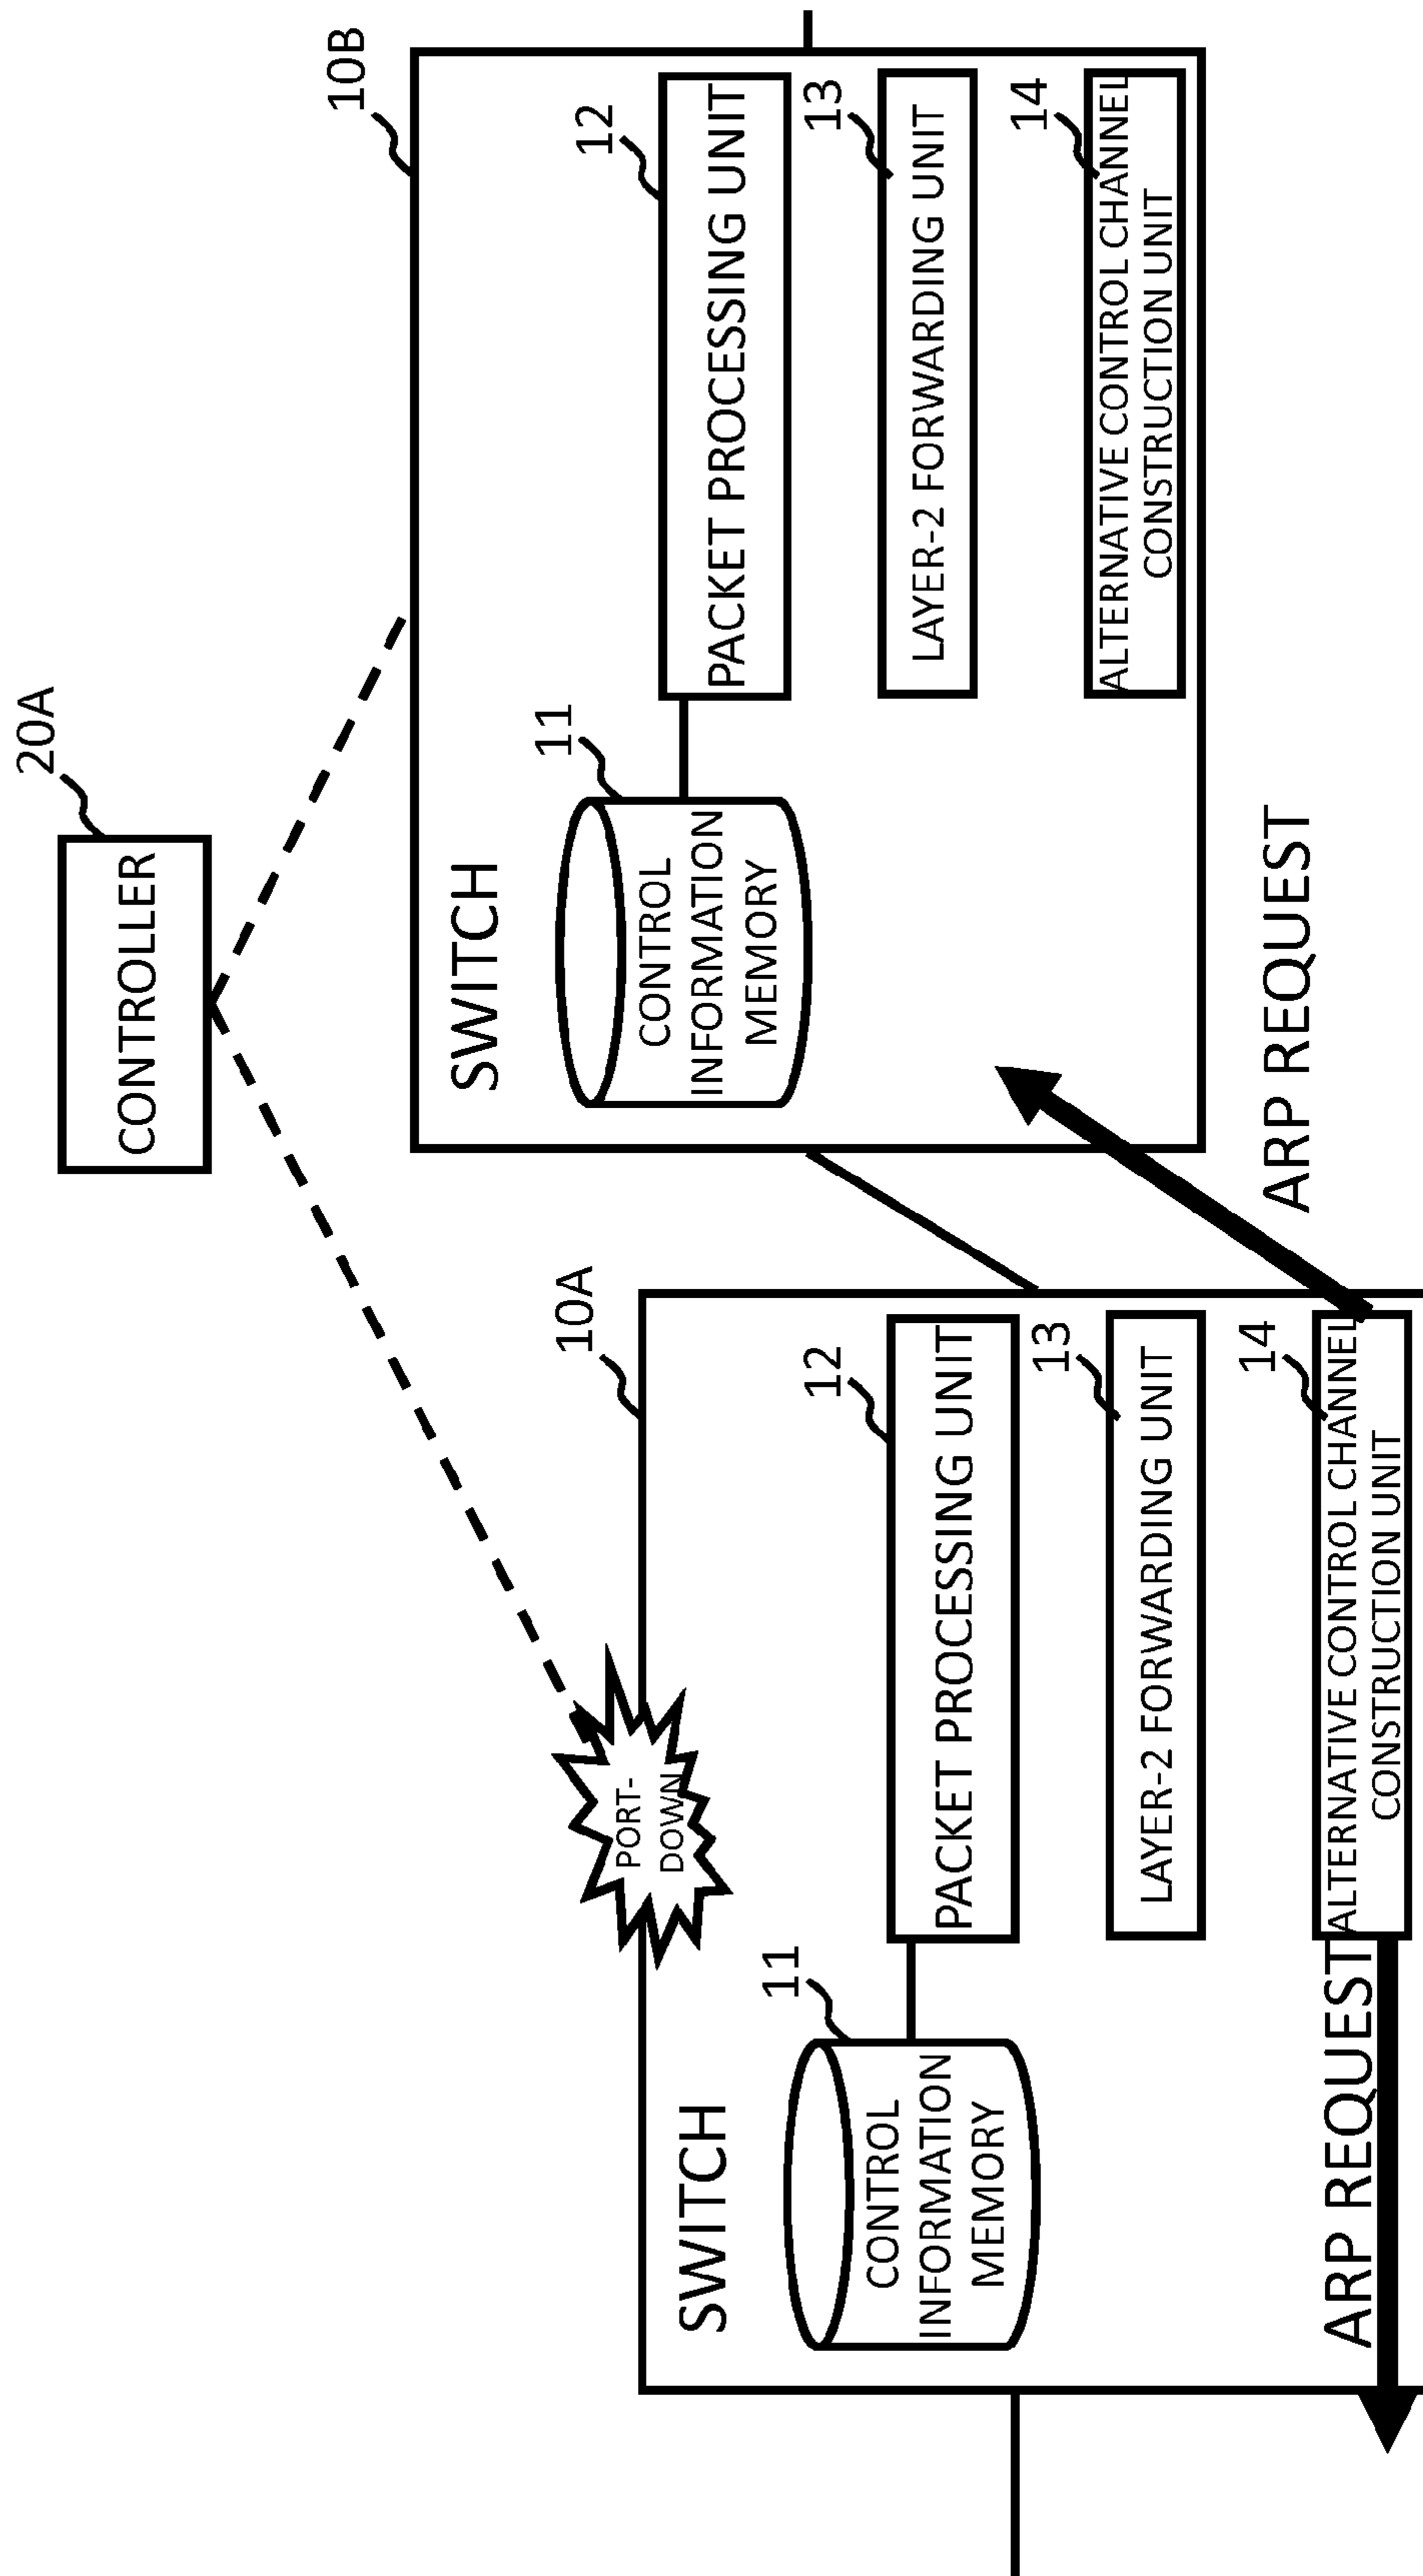 20A
CONTROLLER
10A
SWITCH
PORT-
DOWN
11
CONTROL
INFORMATION
MEMORY
12
PACKET PROCESSING UNIT
13
LAYER-2 FORWARDING UNIT
14
ALTERNATIVE CONTROL CHANNEL
CONSTRUCTION UNIT
ARP REQUEST
10B
SWITCH
11
CONTROL
INFORMATION
MEMORY
12
PACKET PROCESSING UNIT
13
LAYER-2 FORWARDING UNIT
14
ALTERNATIVE CONTROL CHANNEL
CONSTRUCTION UNIT
ARP REQUEST